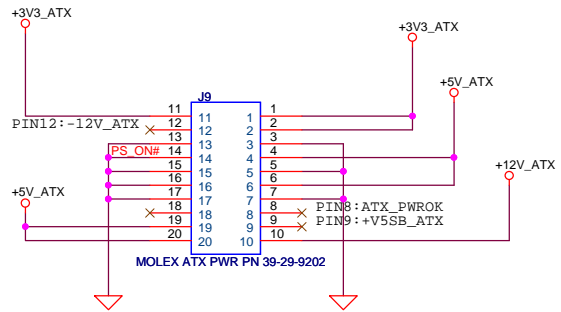 +3V3_ATX
+3V3_ATX
+5V_ATX
J9
11 11 1 1
PIN12:-12V_ATX 12 12 2 2
13 13 3 3
PS_ON# 14 14 4 4
15 15 5 5
+12V_ATX
16 16 6 6
+5V_ATX
17 17 7 7
18 18 8 8 PIN8:ATX_PWROK
19 19 9 9 PIN9:+V5SB_ATX
20 20 10 10
MOLEX ATX PWR PN 39-29-9202